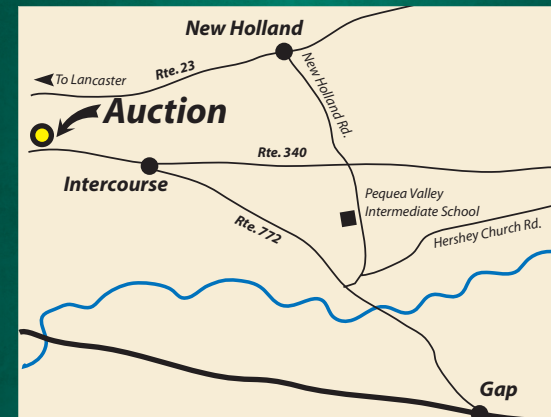 New Holland
To Lancaster
Rte. 23
New Holland Rd.
Auction
Rte. 340
Intercourse
Pequea Valley
Intermediate School
Rte. 772
Hershey Church Rd.
Gap